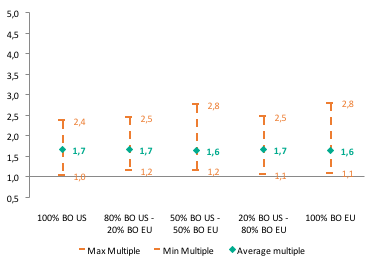 5,0
4,5
4,0
3,5
3,0
2,5
2,0
1,5
1,0
0,5
2,4
1,7
1,0
2,5
1,7
1,2
2,8
1,6
1,2
2,5
1,7
1,1
2,8
1,6
1,1
100% BO US
80% BO US -
20% BO EU
50% BO US -
50% BO EU
20% BO US -
80% BO EU
100% BO EU
Max Multiple
Min Multiple
Average multiple